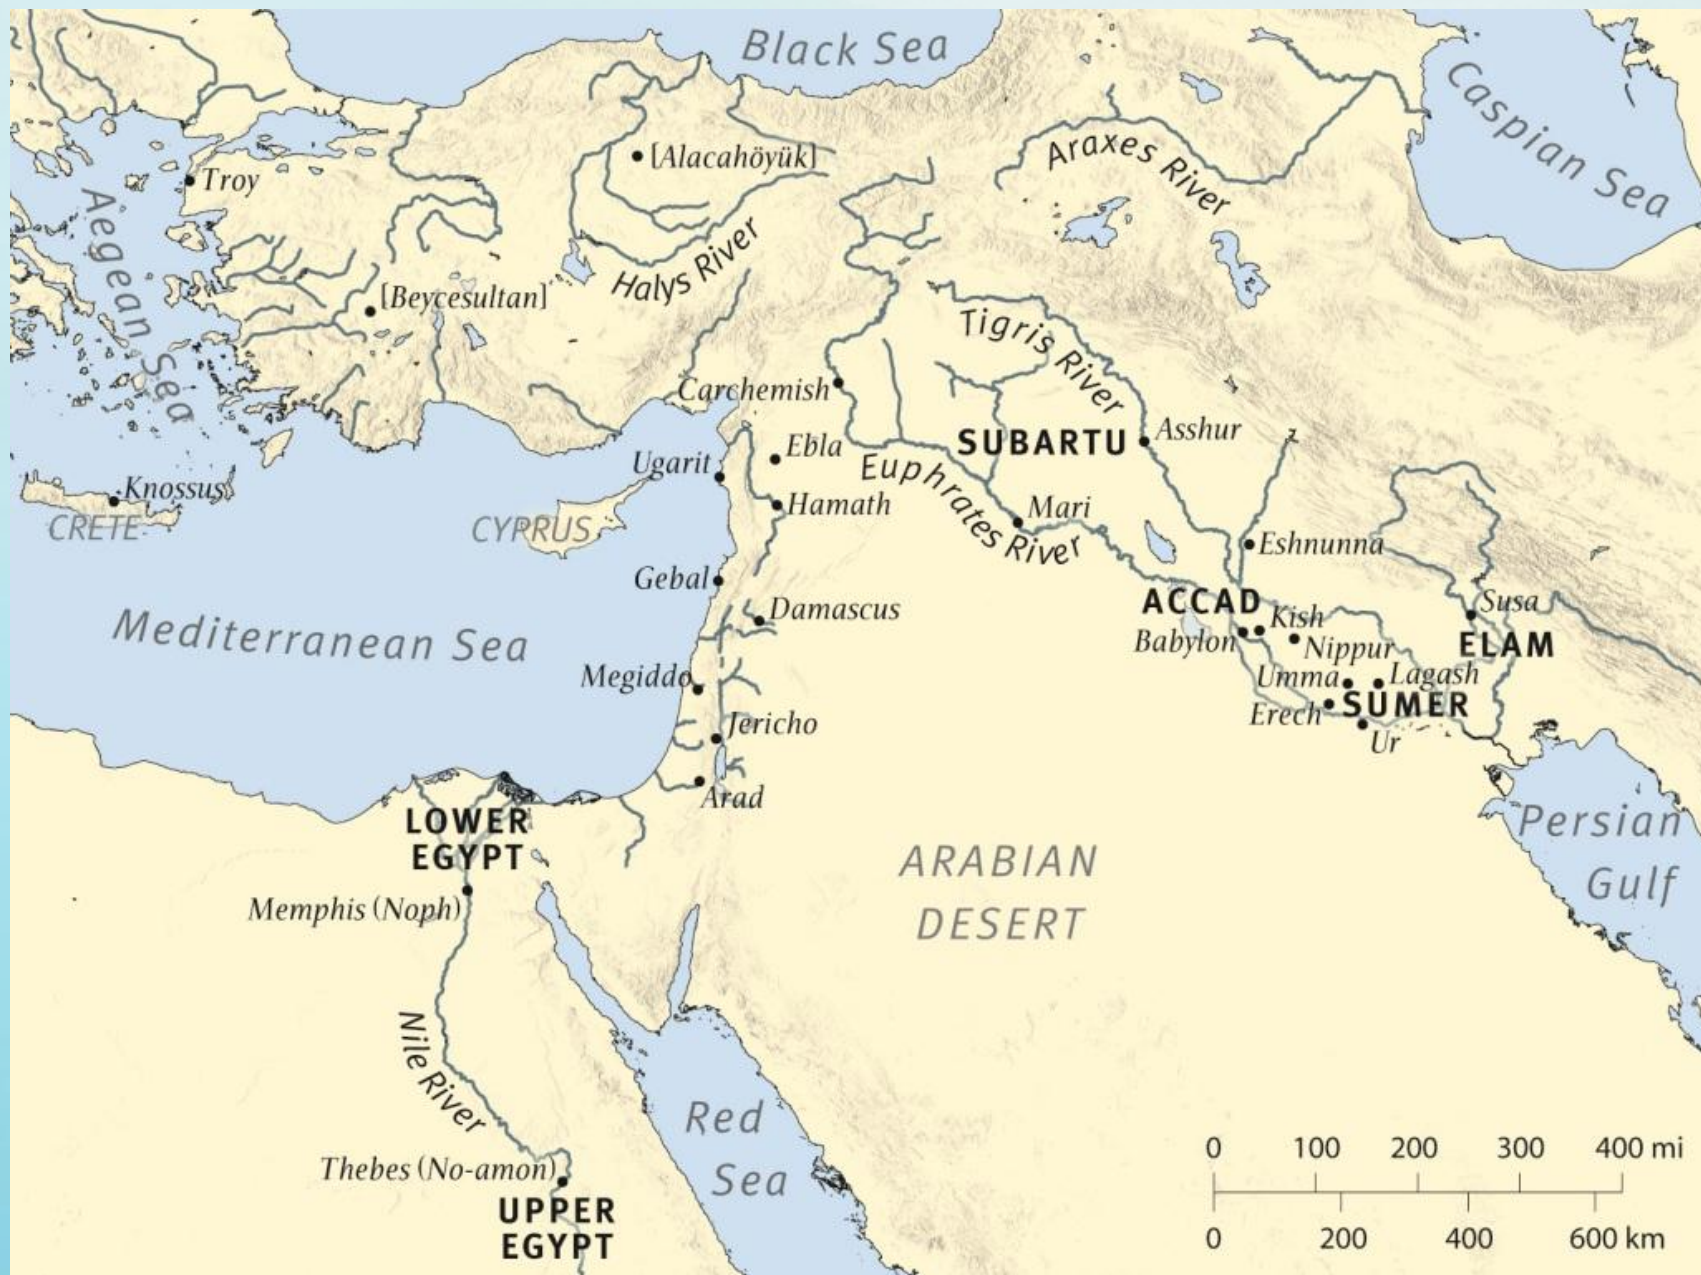 Black Sea
Caspian Sea
Araxes River
[Alacahöyük]
Troy
Aegean Sea
Halys River
[Beycesultan]
Tigris River
Carchemish
Asshur
SUBARTU
Ebla
Ugarit
Euphrates River
Knossus
Hamath
Mari
CRETE
CYPRUS
Eshnunna
Gebal
ACCAD
Susa
Damascus
Kish
Mediterranean Sea
Babylon
Nippur
ELAM
Megiddo
Umma
Lagash
Erech
SUMER
Jericho
Ur
Arad
LOWER
EGYPT
Persian
Gulf
ARABIAN
DESERT
Memphis (Noph)
Nile River
Red
Sea
Thebes (No-amon)
UPPER
EGYPT
0 100 200 300 400 mi
0 200 400 600 km